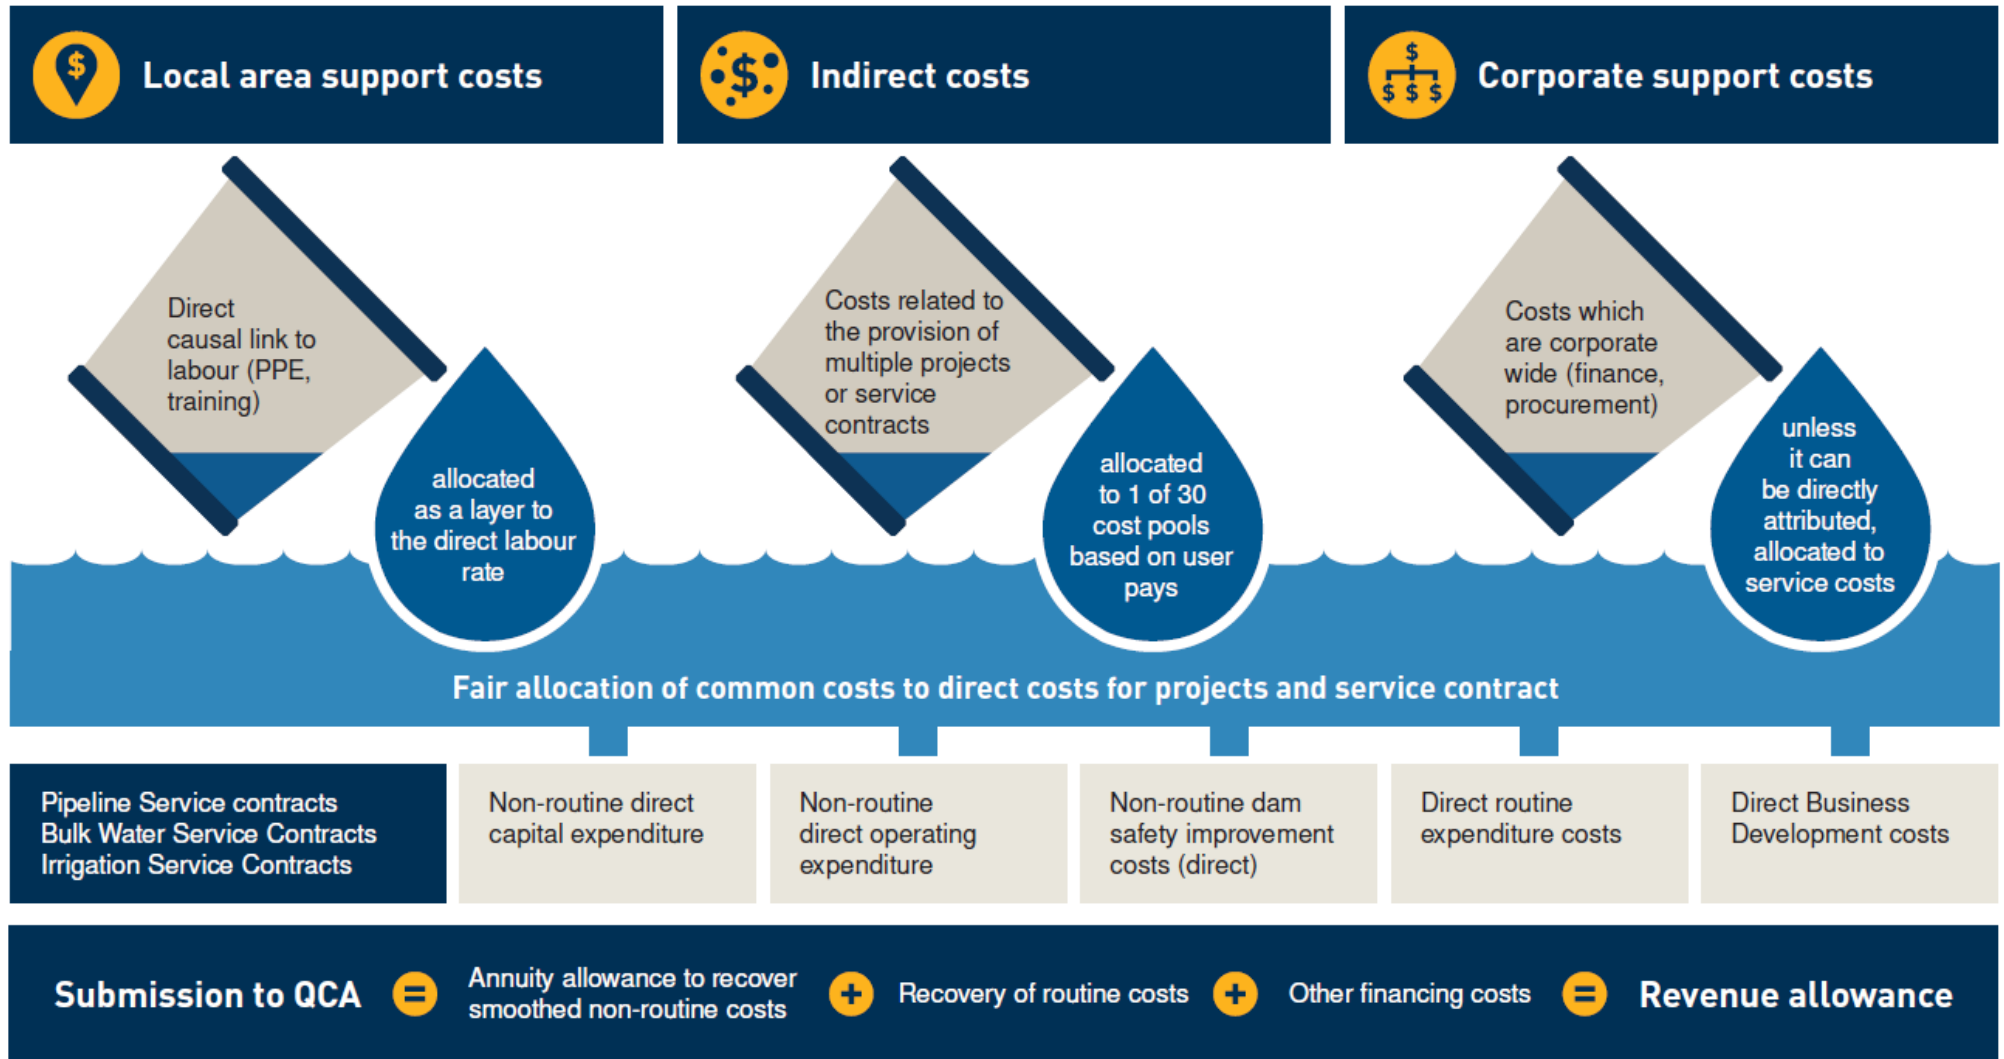 Local area support costs
Indirect costs
Corporate support costs
Direct
causal link to
labour (PPE,
training)
allocated
as a layer to
the direct labour
rate
Costs related to
the provision of
multiple projects
or service
contracts
allocated
to 1 of 30
cost pools
based on user
pays
Costs which
are corporate
wide (finance,
procurement)
unless
it can
be directly
attributed,
allocated to
service costs
Fair allocation of common costs to direct costs for projects and service contract
Pipeline Service contracts
Bulk Water Service Contracts
Irrigation Service Contracts
Non-routine direct
capital expenditure
Non-routine
direct operating
expenditure
Non-routine dam
safety improvement
costs (direct)
Direct routine
expenditure costs
Direct Business
Development costs
Submission to QCA
=
Annuity allowance to recover
smoothed non-routine costs
+
Recovery of routine costs
+
Other financing costs
=
Revenue allowance